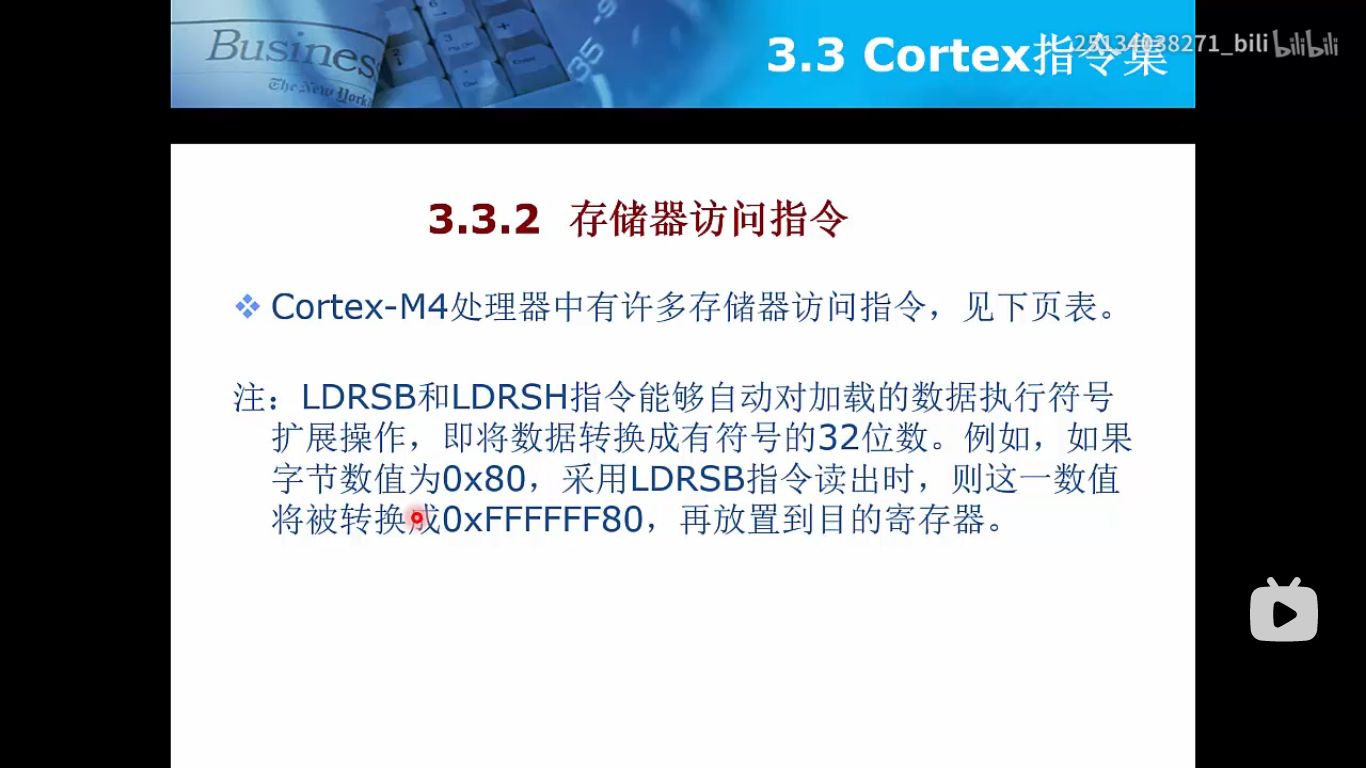 Business
The New York
3.3 Cortex指令集
bilibili
3.3.2 存储器访问指令
Cortex-M4处理器中有许多存储器访问指令，见下页表。
注：LDRSB和LDRSH指令能够自动对加载的数据执行符号
扩展操作，即将数据转换成有符号的32位数。例如，如果
字节数值为0x80，采用LDRSB指令读出时，则这一数值
将被转换成0xFFFFFF80，再放置到目的寄存器。